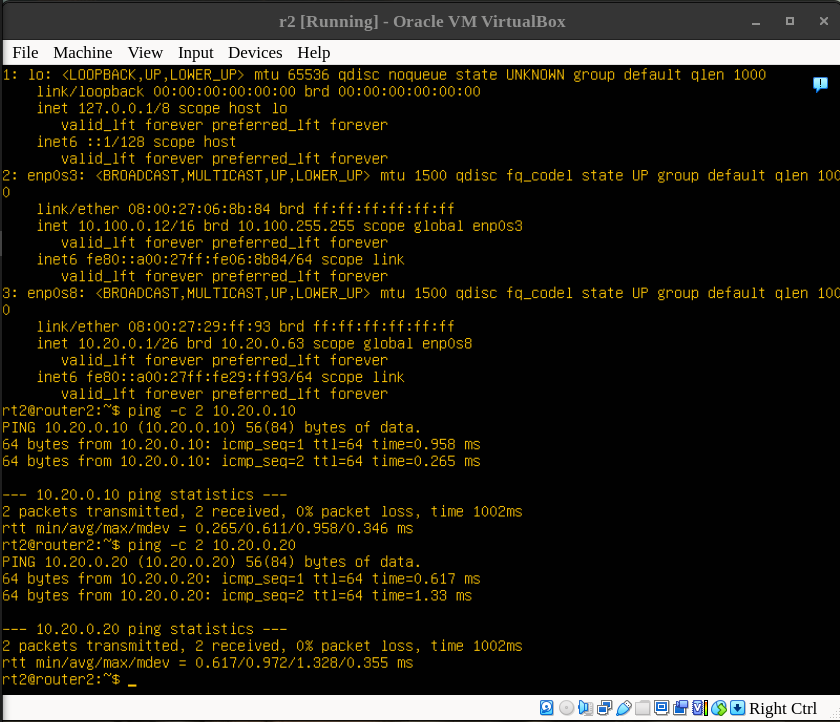 r2 [Running] - Oracle VM VirtualBox
File Machine View Input Devices Help
1: lo: <LOOPBACK,UP,LOWER_UP> mtu 65536 qdisc noqueue state UNKNOWN group default qlen 1000
    link/loopback 00:00:00:00:00:00 brd 00:00:00:00:00:00
    inet 127.0.0.1/8 scope host lo
       valid_lft forever preferred_lft forever
    inet6 ::1/128 scope host
       valid_lft forever preferred_lft forever
2: enp0s3: <BROADCAST,MULTICAST,UP,LOWER_UP> mtu 1500 qdisc fq_codel state UP group default qlen 100
0
    link/ether 08:00:27:06:8b:84 brd ff:ff:ff:ff:ff:ff
    inet 10.100.0.12/16 brd 10.100.255.255 scope global enp0s3
       valid_lft forever preferred_lft forever
    inet6 fe80::a00:27ff:fe06:8b84/64 scope link
       valid_lft forever preferred_lft forever
3: enp0s8: <BROADCAST,MULTICAST,UP,LOWER_UP> mtu 1500 qdisc fq_codel state UP group default qlen 100
0
    link/ether 08:00:27:29:ff:93 brd ff:ff:ff:ff:ff:ff
    inet 10.20.0.1/26 brd 10.20.0.63 scope global enp0s8
       valid_lft forever preferred_lft forever
    inet6 fe80::a00:27ff:fe29:ff93/64 scope link
       valid_lft forever preferred_lft forever
rt2@router2:~$ ping -c 2 10.20.0.10
PING 10.20.0.10 (10.20.0.10) 56(84) bytes of data.
64 bytes from 10.20.0.10: icmp_seq=1 ttl=64 time=0.958 ms
64 bytes from 10.20.0.10: icmp_seq=2 ttl=64 time=0.265 ms

--- 10.20.0.10 ping statistics ---
2 packets transmitted, 2 received, 0% packet loss, time 1002ms
rtt min/avg/max/mdev = 0.265/0.611/0.958/0.346 ms
rt2@router2:~$ ping -c 2 10.20.0.20
PING 10.20.0.20 (10.20.0.20) 56(84) bytes of data.
64 bytes from 10.20.0.20: icmp_seq=1 ttl=64 time=0.617 ms
64 bytes from 10.20.0.20: icmp_seq=2 ttl=64 time=1.33 ms

--- 10.20.0.20 ping statistics ---
2 packets transmitted, 2 received, 0% packet loss, time 1002ms
rtt min/avg/max/mdev = 0.617/0.972/1.328/0.355 ms
rt2@router2:~$ _
Right Ctrl